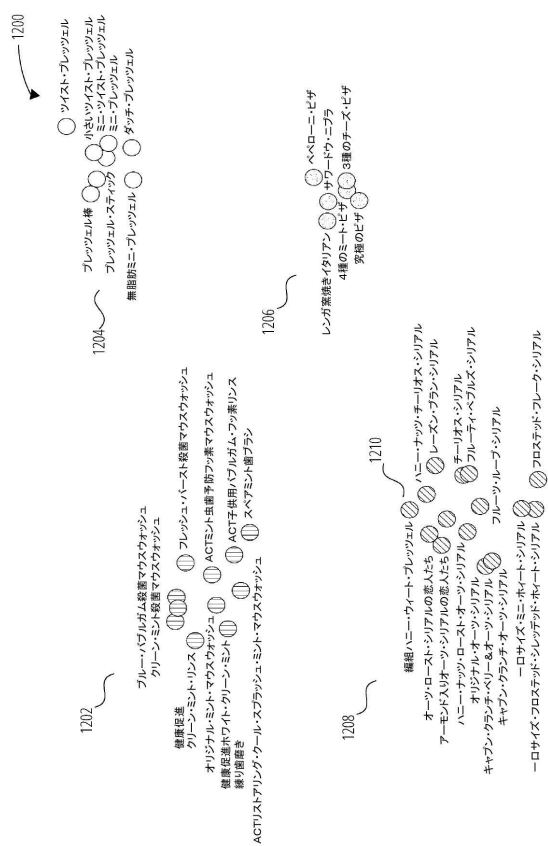 1200
ツイスト・プレッツェル
小さいツイスト・プレッツェル
ミニ・ツイスト・プレッツェル
ミニ・プレッツェル
ダッチ・プレッツェル
プレッツェル棒
プレッツェル・スティック
無脂肪ミニ・プレッツェル
1204
ペペローニ・ピザ
サワードウ・ニブラ
3種のチーズ・ピザ
レンガ窯焼きイタリアン
4種のミート・ピザ
究極のピザ
1206
ブルー・バブルガム殺菌マウスウォッシュ
クリーン・ミント殺菌マウスウォッシュ
フレッシュ・バースト殺菌マウスウォッシュ
ACTミント虫歯予防フッ素マウスウォッシュ
ACT子供用バブルガム・フッ素リンス
スペアミント歯ブラシ
健康促進
クリーン・ミント・リンス
オリジナル・ミント・マウスウォッシュ
健康促進ホワイト・クリーン・ミント
練り歯磨き
ACTリストアリング・クール・スプラッシュ・ミント・マウスウォッシュ
1202
1210
ハニー・ナッツ・チーリオス・シリアル
レーズン・ブラン・シリアル
チーリオス・シリアル
フルーティ・ペブルズ・シリアル
フルーツ・ループ・シリアル
フロステッド・フレーク・シリアル
編組ハニー・ウィート・プレッツェル
オーツ・ロースト・シリアルの恋人たち
アーモンド入りオーツ・シリアルの恋人たち
ハニー・ナッツ・ロースト・オーツ・シリアル
オリジナル・オーツ・シリアル
キャプン・クランチ・ベリー&オーツ・シリアル
キャプン・クランチ・オーツ・シリアル
一口サイズ・ミニ・ホィート・シリアル
一口サイズ・フロステッド・シレッデッド・ホィート・シリアル
1208